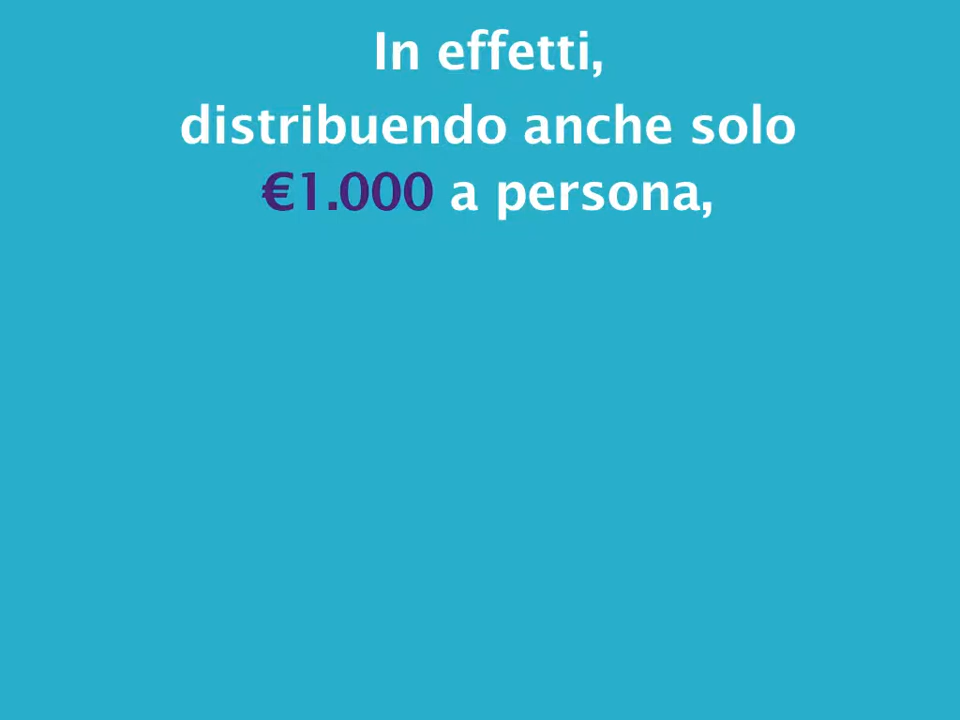 In effetti,
distribuendo anche solo
€1.000 a persona,